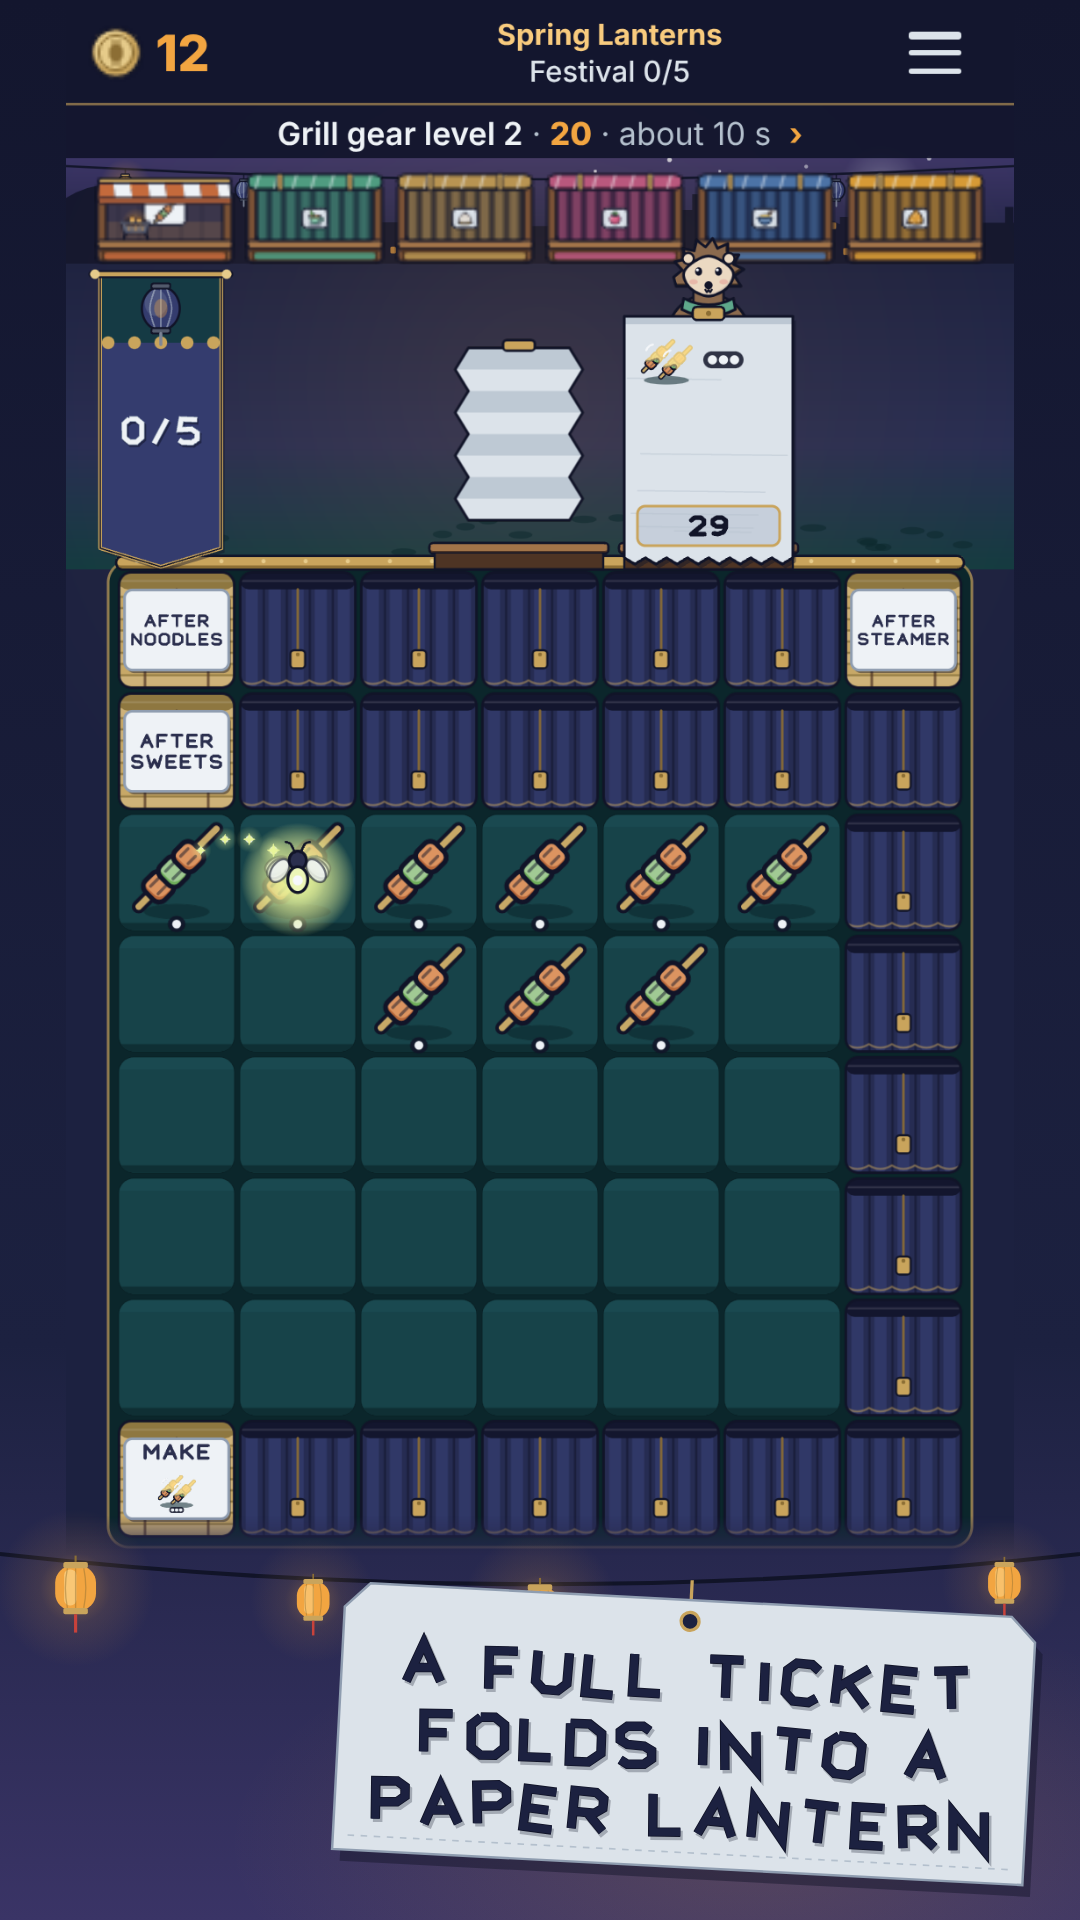 12
Spring Lanterns
Festival 0/5
Grill gear level 2 · 20 · about 10 s ›
0/5
29
AFTER
NOODLES
AFTER
STEAMER
AFTER
SWEETS
MAKE
A FULL TICKET
FOLDS INTO A
PAPER LANTERN